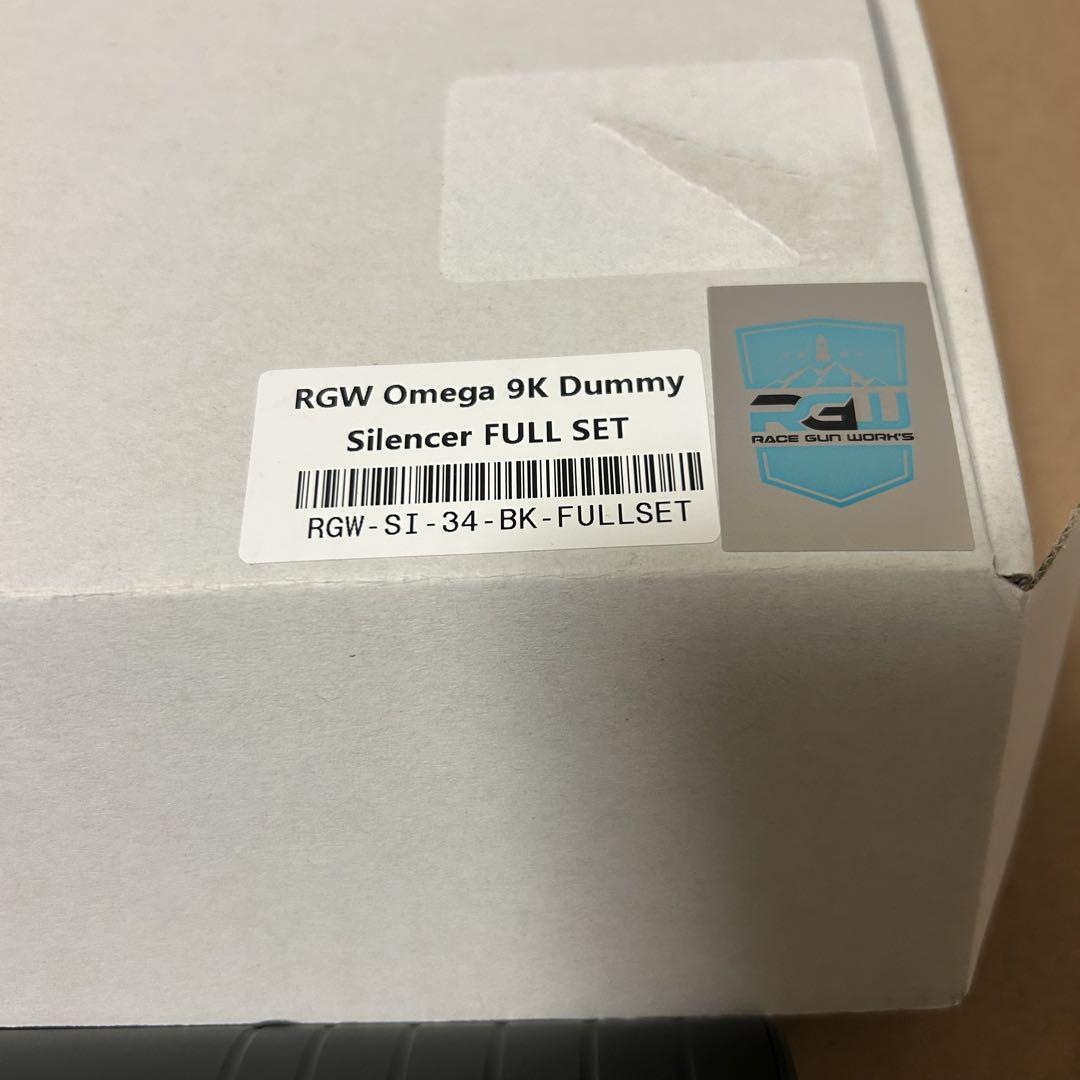 RGW Omega 9K Dummy
Silencer FULL SET
RGW-SI-34-BK-FULLSET
RGW
RACE GUN WORK'S